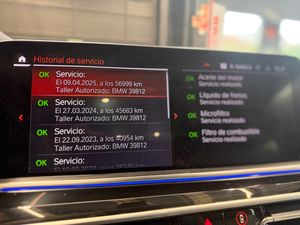 Historial de servicio
OK Servicio:
El 09.04.2025, a los 56999 km
Taller Autorizado: BMW 39812
OK Servicio:
El 27.03.2024, a los 45683 km
Taller Autorizado: BMW 39812
OK Servicio:
El 22.09.2023, a los 40954 km
Taller Autorizado: BMW 39812
OK Servicio:
OK Aceite del motor
Servicio realizado
OK Líquido de frenos
Servicio realizado
OK Microfiltro
Servicio realizado
OK Filtro de combustible
Servicio realizado